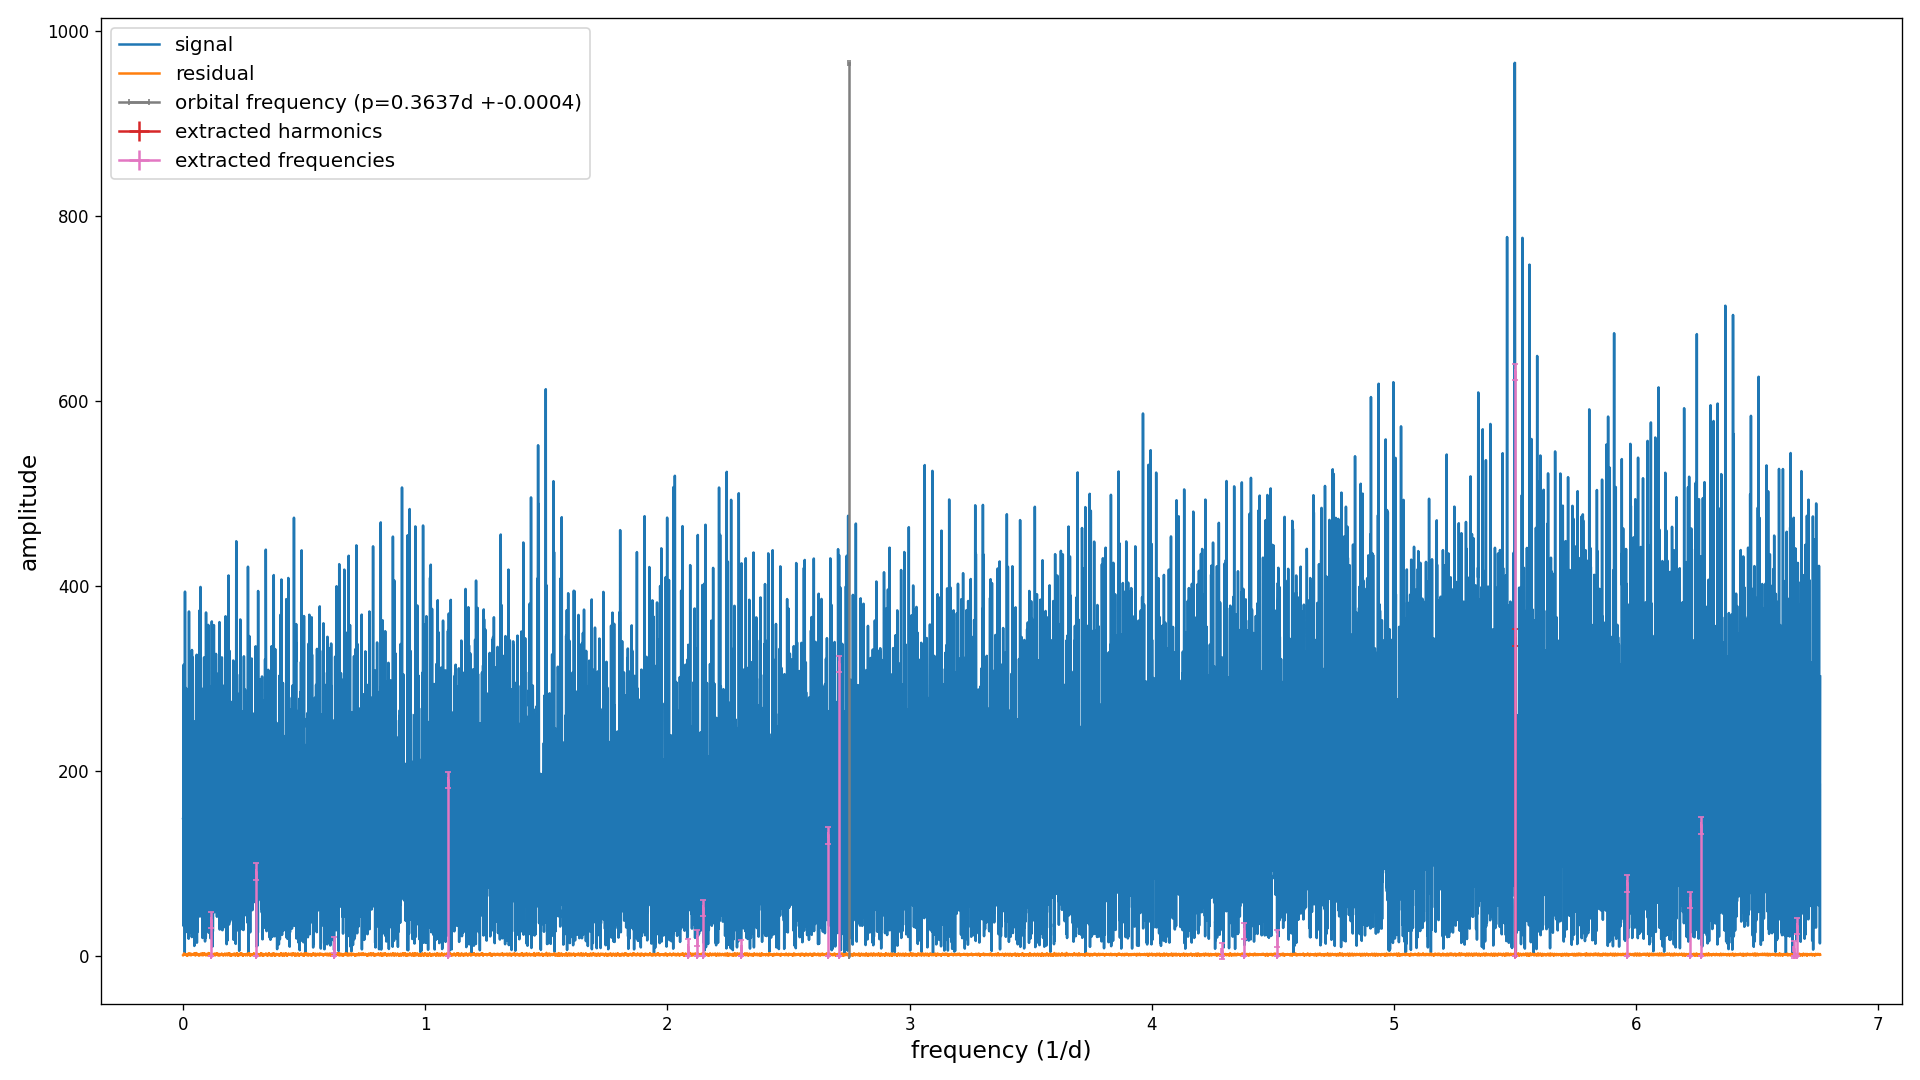 signal
residual
orbital frequency (p=0.3637d +-0.0004)
extracted harmonics
extracted frequencies
1000
800
600
400
200
0
amplitude
0 1 2 3 4 5 6 7
frequency (1/d)